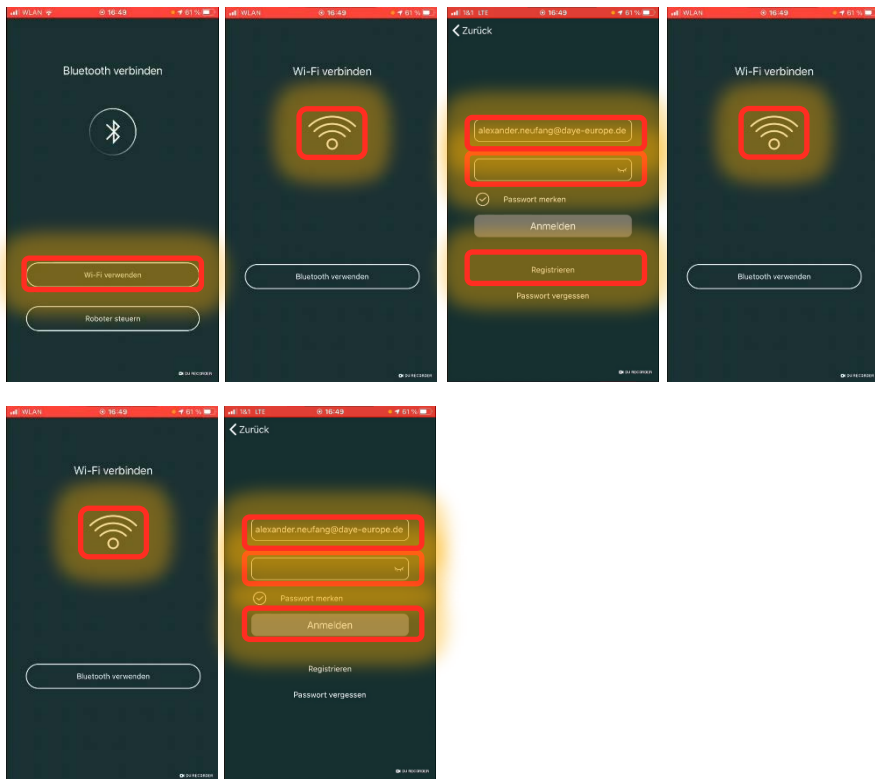 WLAN 16:49 61 %
Bluetooth verbinden
Wi-Fi verwenden
Roboter steuern
DU RECORDER
WLAN 16:49 61 %
Wi-Fi verbinden
Bluetooth verwenden
DU RECORDER
1&1 LTE 16:49 61 %
Zurück
alexander.neufang@daye-europe.de
Passwort merken
Anmelden
Registrieren
Passwort vergessen
DU RECORDER
WLAN 16:49 61 %
Wi-Fi verbinden
Bluetooth verwenden
DU RECORDER
WLAN 16:49 61 %
Wi-Fi verbinden
Bluetooth verwenden
DU RECORDER
1&1 LTE 16:49 61 %
Zurück
alexander.neufang@daye-europe.de
Passwort merken
Anmelden
Registrieren
Passwort vergessen
DU RECORDER